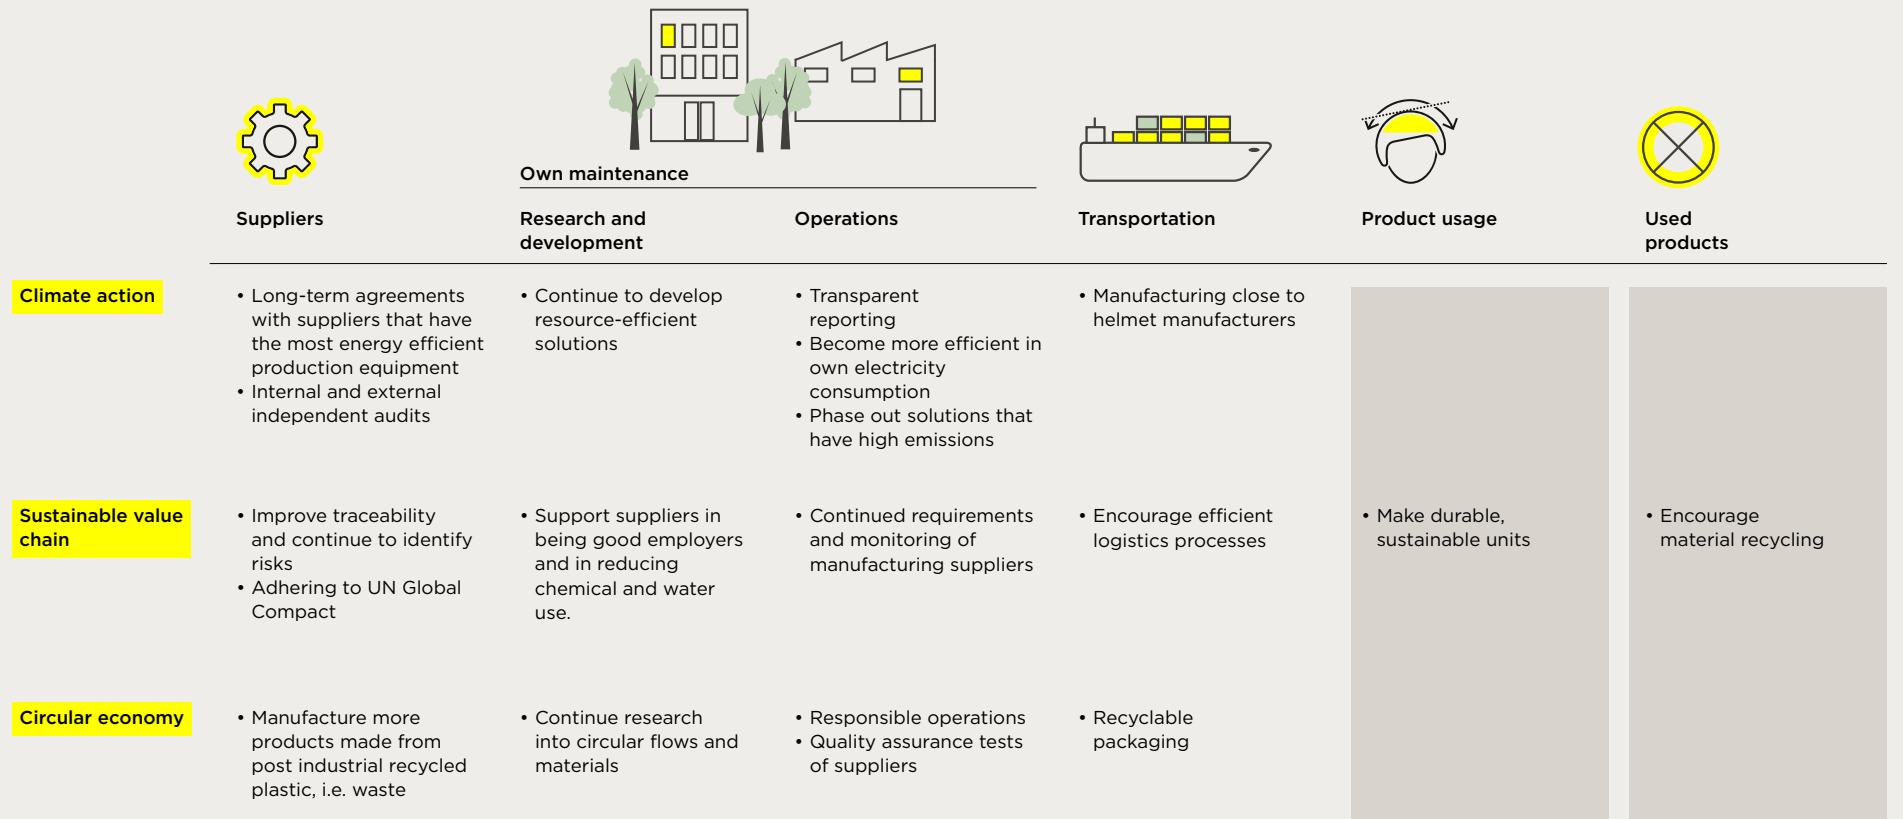 Own maintenance
Suppliers
Research and
development
Operations
Transportation
Product usage
Used
products
Climate action
• Long-term agreements
with suppliers that have
the most energy efficient
production equipment
• Internal and external
independent audits
• Continue to develop
resource-efficient
solutions
• Transparent
reporting
• Become more efficient in
own electricity
consumption
• Phase out solutions that
have high emissions
• Manufacturing close to
helmet manufacturers
Sustainable value
chain
• Improve traceability
and continue to identify
risks
• Adhering to UN Global
Compact
• Support suppliers in
being good employers
and in reducing
chemical and water
use.
• Continued requirements
and monitoring of
manufacturing suppliers
• Encourage efficient
logistics processes
• Make durable,
sustainable units
• Encourage
material recycling
Circular economy
• Manufacture more
products made from
post industrial recycled
plastic, i.e. waste
• Continue research
into circular flows and
materials
• Responsible operations
• Quality assurance tests
of suppliers
• Recyclable
packaging